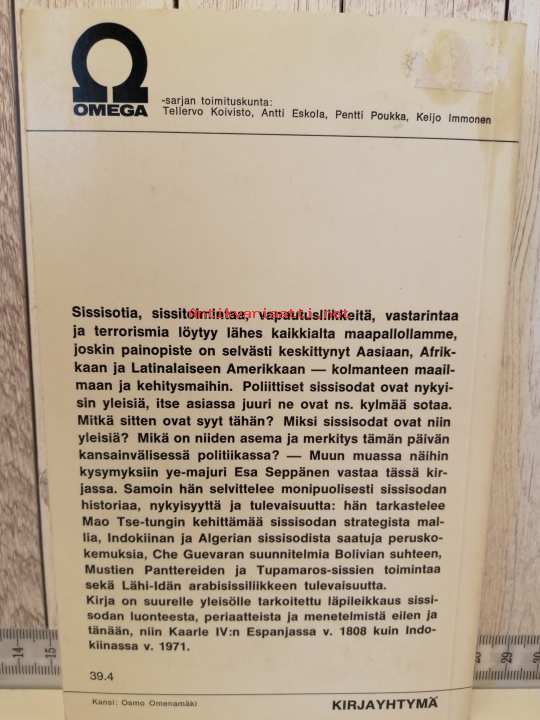 OMEGA
-sarjan toimituskunta:
Tellervo Koivisto, Antti Eskola, Pentti Poukka, Keijo Immonen
Antikvariaatti.net
Sissisotia, sissitoimintaa, vapautusliikkeitä, vastarintaa
ja terrorismia löytyy lähes kaikkialta maapallollamme,
joskin painopiste on selvästi keskittynyt Aasiaan, Afrik-
kaan ja Latinalaiseen Amerikkaan — kolmanteen maail-
maan ja kehitysmaihin. Poliittiset sissisodat ovat nykyi-
sin yleisiä, itse asiassa juuri ne ovat ns. kylmää sotaa.
Mitkä sitten ovat syyt tähän? Miksi sissisodat ovat niin
yleisiä? Mikä on niiden asema ja merkitys tämän päivän
kansainvälisessä politiikassa? — Muun muassa näihin
kysymyksiin ye-majuri Esa Seppänen vastaa tässä kir-
jassa. Samoin hän selvittelee monipuolisesti sissisodan
historiaa, nykyisyyttä ja tulevaisuutta: hän tarkastelee
Mao Tse-tungin kehittämää sissisodan strategista mal-
lia, Indokiinan ja Algerian sissisodista saatuja perusko-
kemuksia, Che Guevaran suunnitelmia Bolivian suhteen,
Mustien Panttereiden ja Tupamaros-sissien toimintaa
sekä Lähi-Idän arabisissiliikkeen tulevaisuutta.
Kirja on suurelle yleisölle tarkoitettu läpileikkaus sissi-
sodan luonteesta, periaatteista ja menetelmistä eilen ja
tänään, niin Kaarle IV:n Espanjassa v. 1808 kuin Indo-
kiinassa v. 1971.
39.4
Kansi: Osmo Omenamäki
KIRJAYHTYMÄ